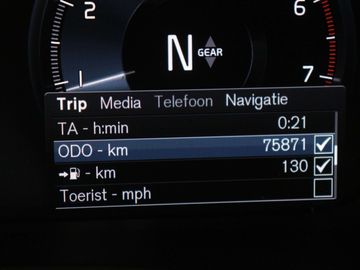 6
N GEAR
1 7
Trip Media Telefoon Navigatie
TA - h:min 0:21
ODO - km 75871
- km 130
Toerist - mph